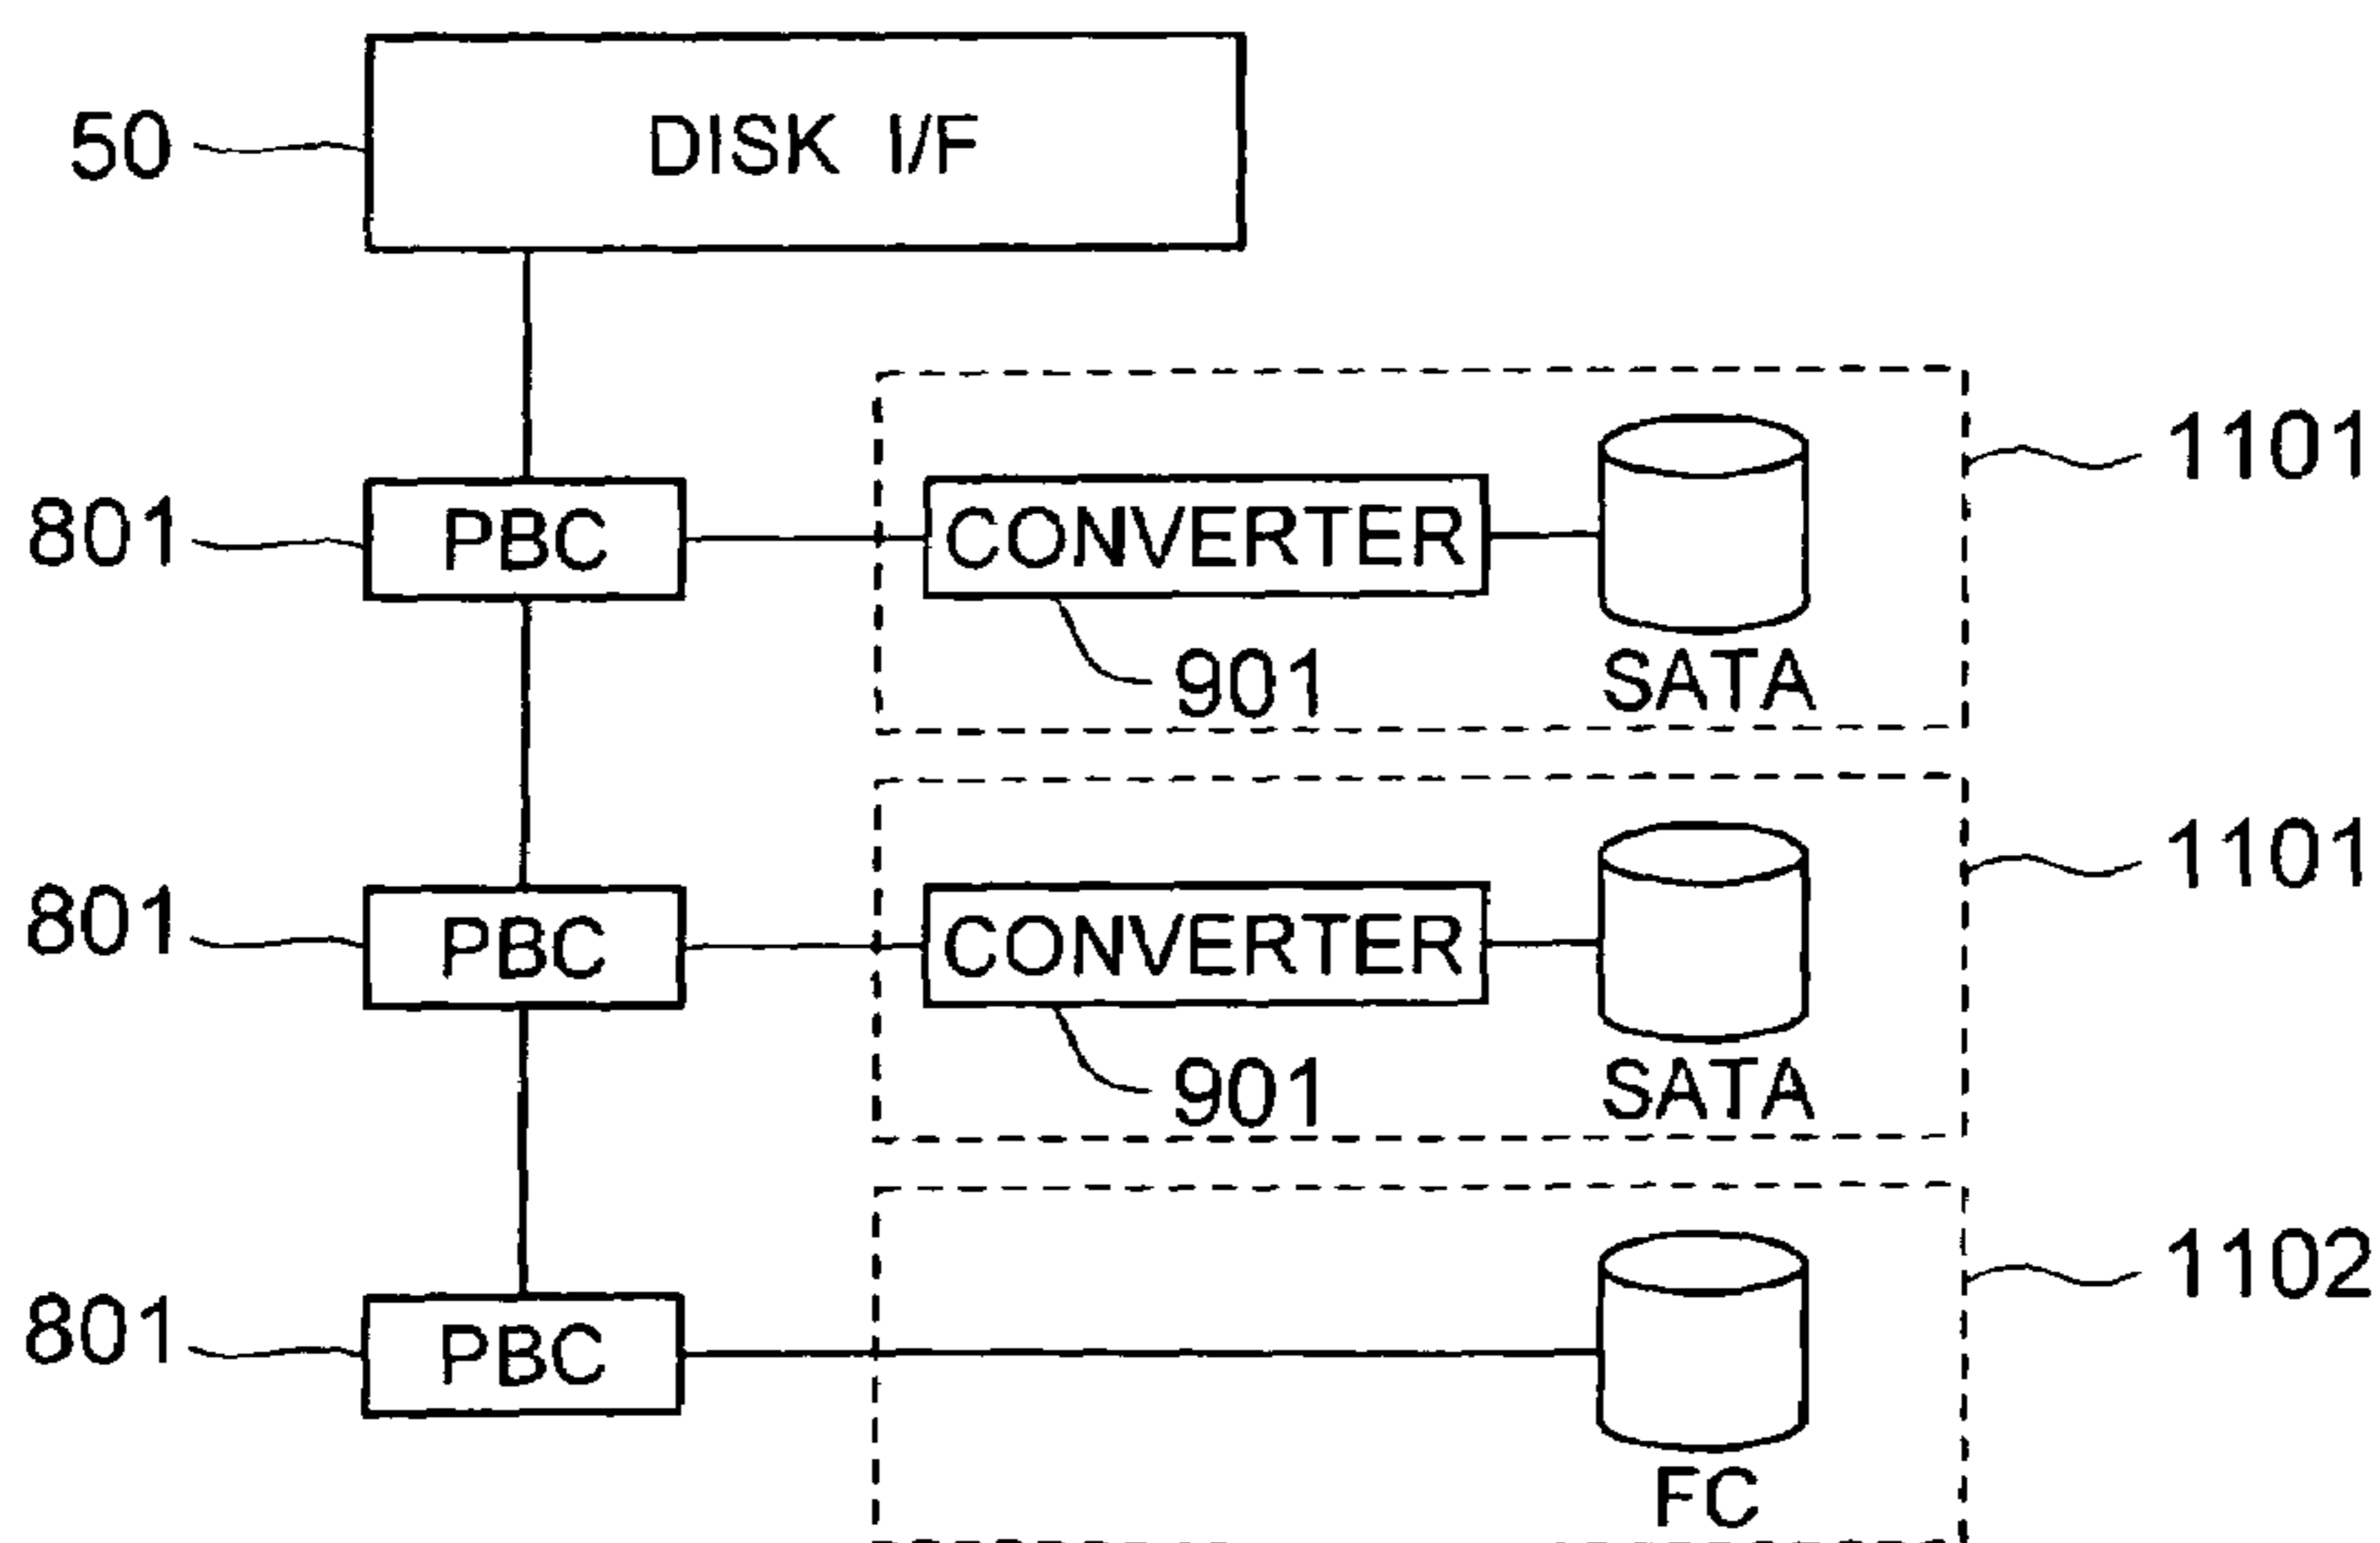 50 DISK I/F
801 PBC CONVERTER 1101
901 SATA
801 PBC CONVERTER 1101
901 SATA
801 PBC 1102
FC